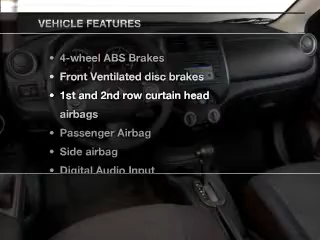 VEHICLE FEATURES
• 4-wheel ABS Brakes
• Front Ventilated disc brakes
• 1st and 2nd row curtain head
airbags
• Passenger Airbag
• Side airbag
• Digital Audio Input